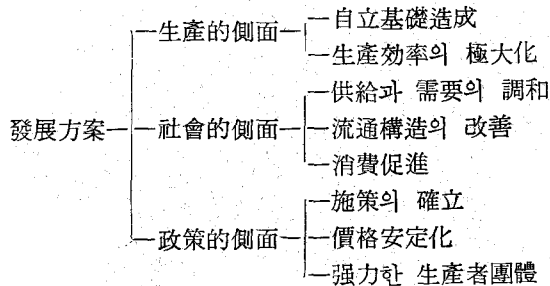 自立基礎造成
生產的側面
生產効率의 極大化
供給과 需要의 調和
發展方案 社會的側面 流通構造의 改善
消費促進
施策의 確立
政策的側面 價格安定化
强力한 生產者團體